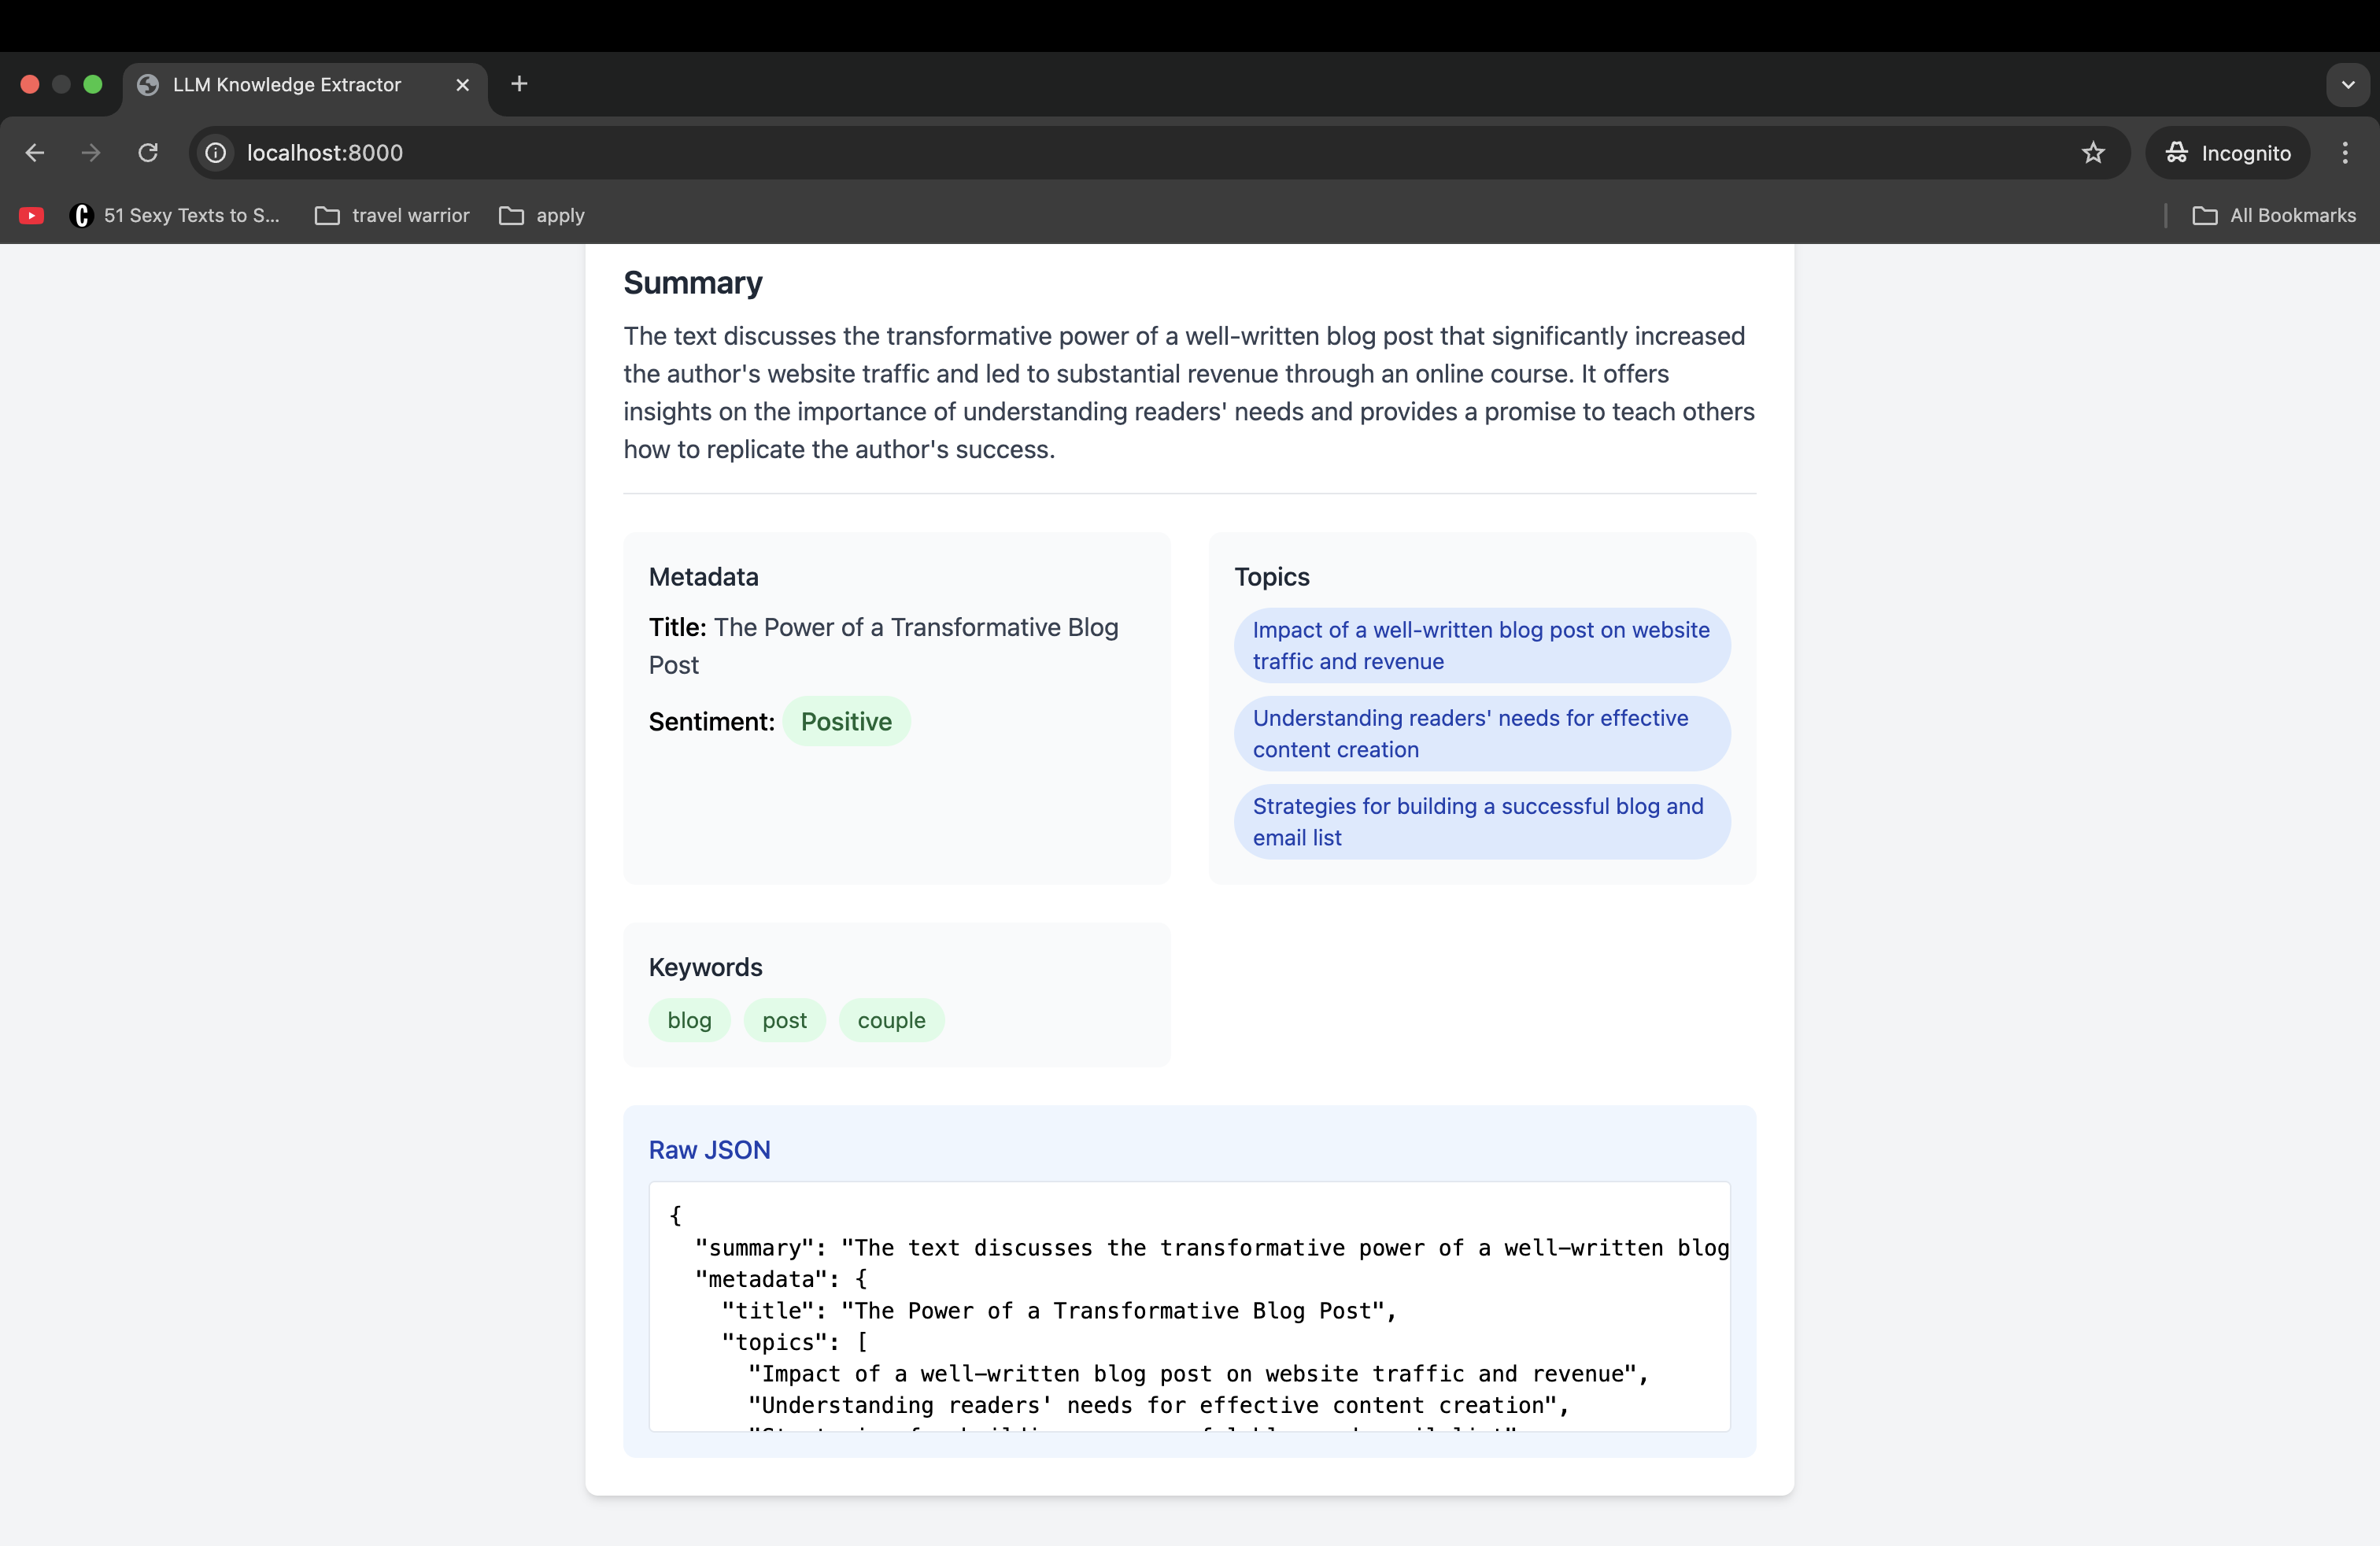 LLM Knowledge Extractor
localhost:8000
Incognito
51 Sexy Texts to S...
travel warrior
apply
All Bookmarks
Summary
The text discusses the transformative power of a well-written blog post that significantly increased
the author's website traffic and led to substantial revenue through an online course. It offers
insights on the importance of understanding readers' needs and provides a promise to teach others
how to replicate the author's success.
Metadata
Title: The Power of a Transformative Blog
Post
Sentiment: Positive
Topics
Impact of a well-written blog post on website
traffic and revenue
Understanding readers' needs for effective
content creation
Strategies for building a successful blog and
email list
Keywords
blog post couple
Raw JSON
{
"summary": "The text discusses the transformative power of a well-written blog
"metadata": {
"title": "The Power of a Transformative Blog Post",
"topics": [
"Impact of a well-written blog post on website traffic and revenue",
"Understanding readers' needs for effective content creation",